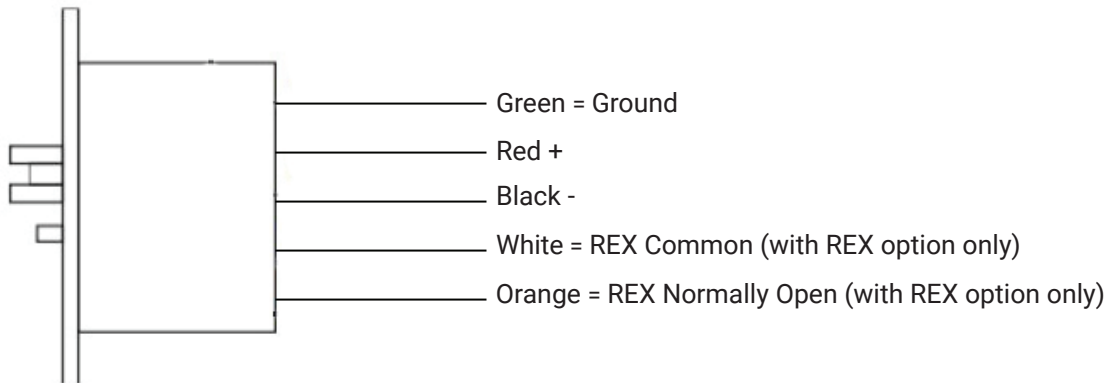 Green = Ground
Red +
Black -
White = REX Common (with REX option only)
Orange = REX Normally Open (with REX option only)